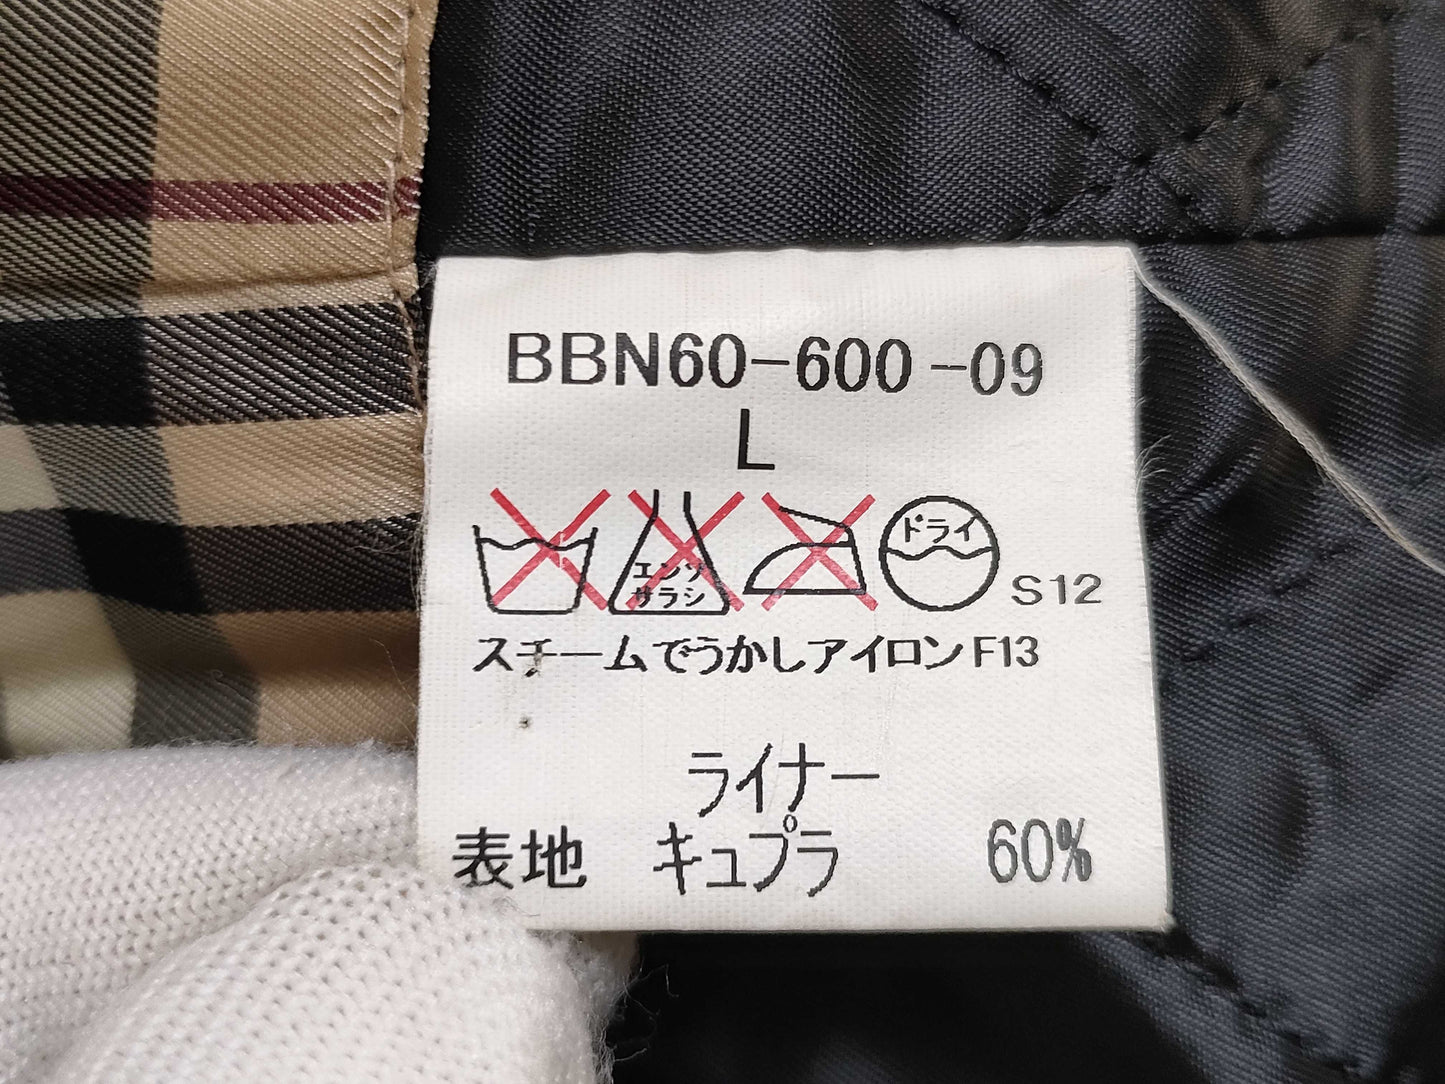 BBN60-600-09
L
エンソ
サラシ
ドライ
S12
スチームでうかしアイロンF13
ライナー
表地 キュプラ 60%